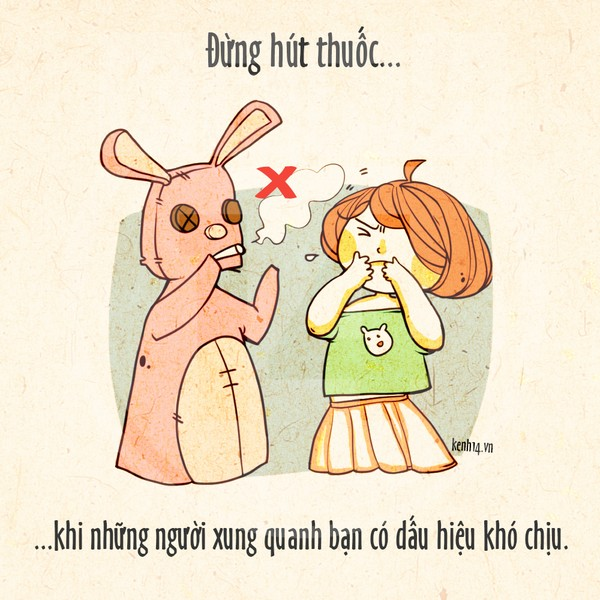 Đừng hút thuốc...
kenh14.vn
...khi những người xung quanh bạn có dấu hiệu khó chịu.